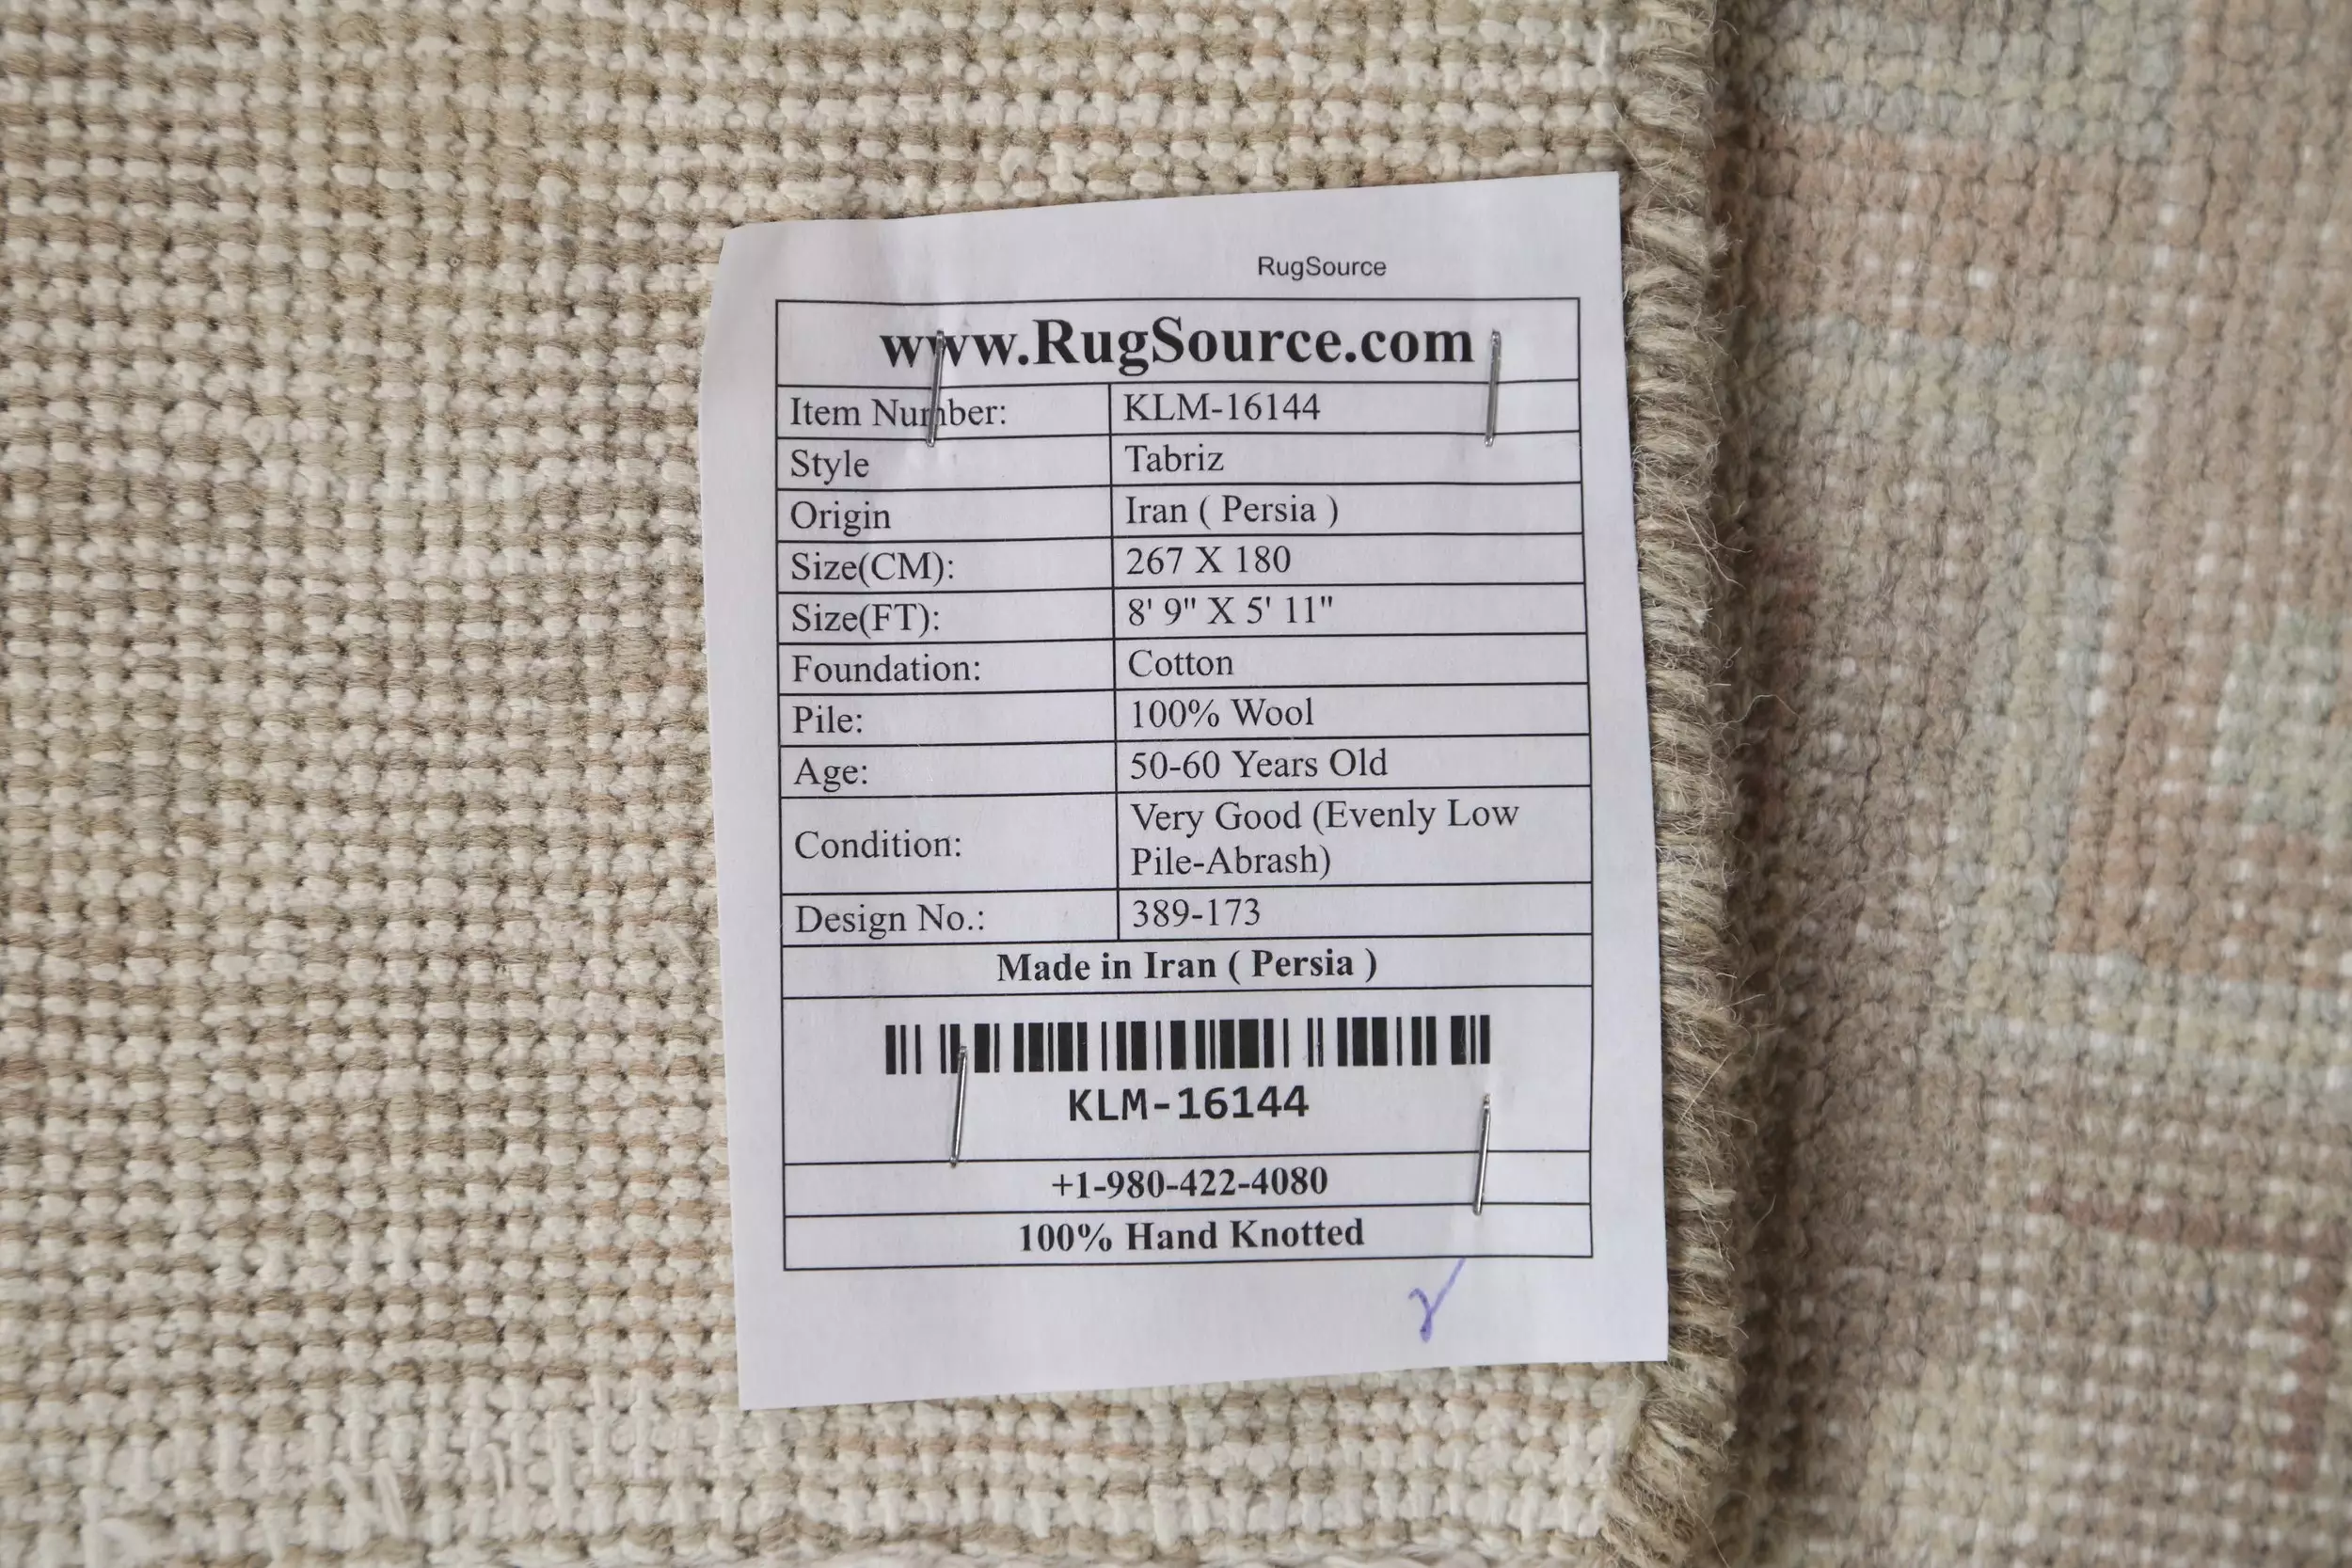 RugSource
www.RugSource.com
Item Number: KLM-16144
Style Tabriz
Origin Iran ( Persia )
Size(CM): 267 X 180
Size(FT): 8' 9" X 5' 11"
Foundation: Cotton
Pile: 100% Wool
Age: 50-60 Years Old
Condition: Very Good (Evenly Low
Pile-Abrash)
Design No.: 389-173
Made in Iran ( Persia )
KLM-16144
+1-980-422-4080
100% Hand Knotted